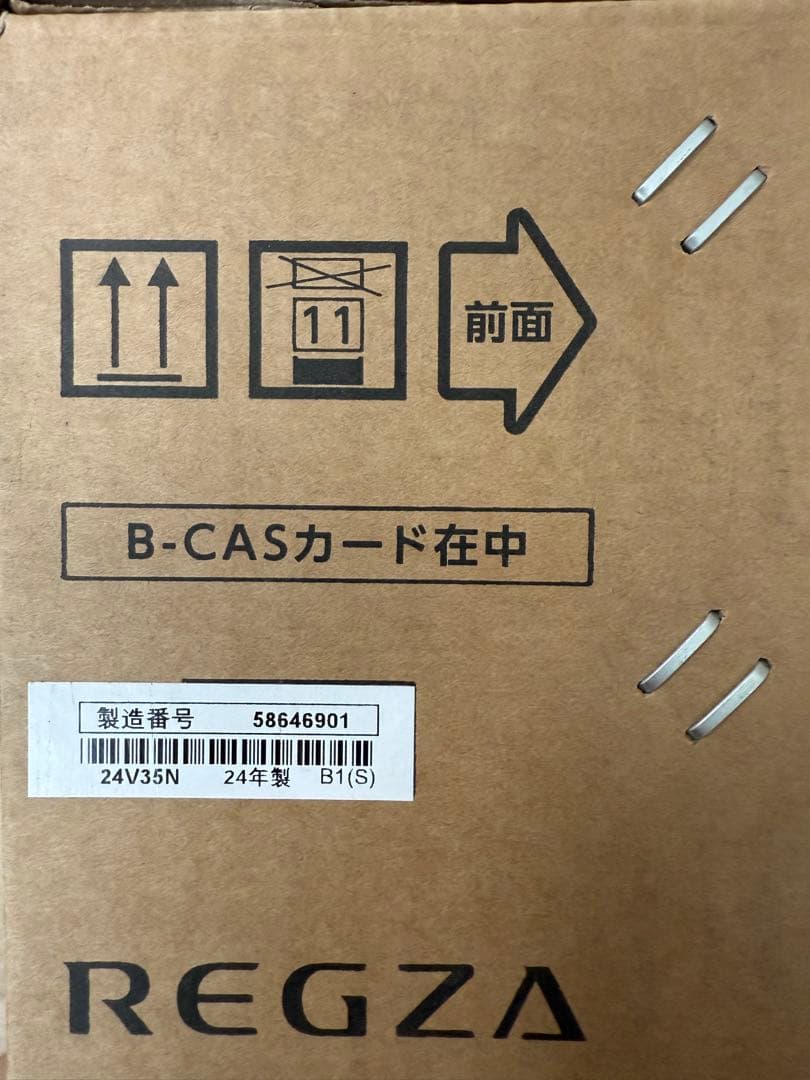 11
前面
B-CASカード在中
製造番号 58646901
24V35N 24年製 B1(S)
REGZA